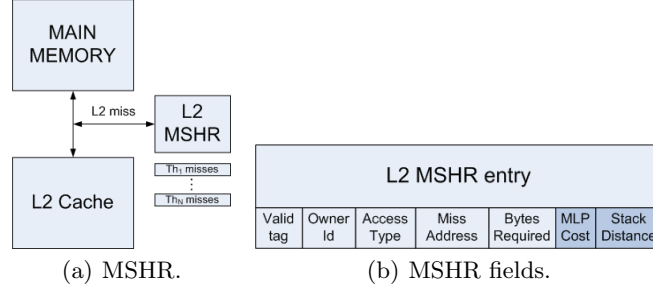 MAIN
MEMORY
L2 miss
L2
MSHR
Th1 misses
⋮
ThN misses
L2 Cache
(a) MSHR.
L2 MSHR entry
Valid tag
Owner Id
Access Type
Miss Address
Bytes Required
MLP Cost
Stack Distance
(b) MSHR fields.